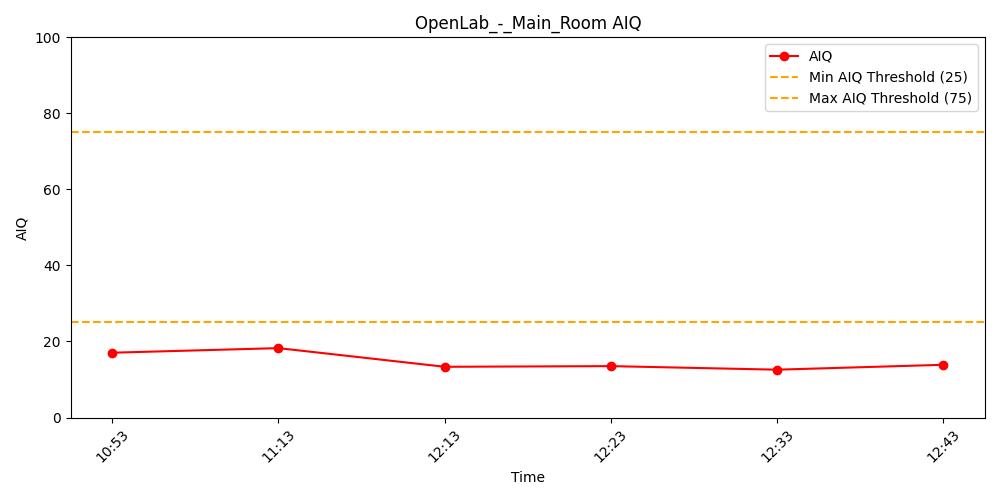 OpenLab_-_Main_Room AIQ
100
80
60
40
20
0
AIQ
AIQ
Min AIQ Threshold (25)
Max AIQ Threshold (75)
10:53
11:13
12:13
12:23
12:33
12:43
Time